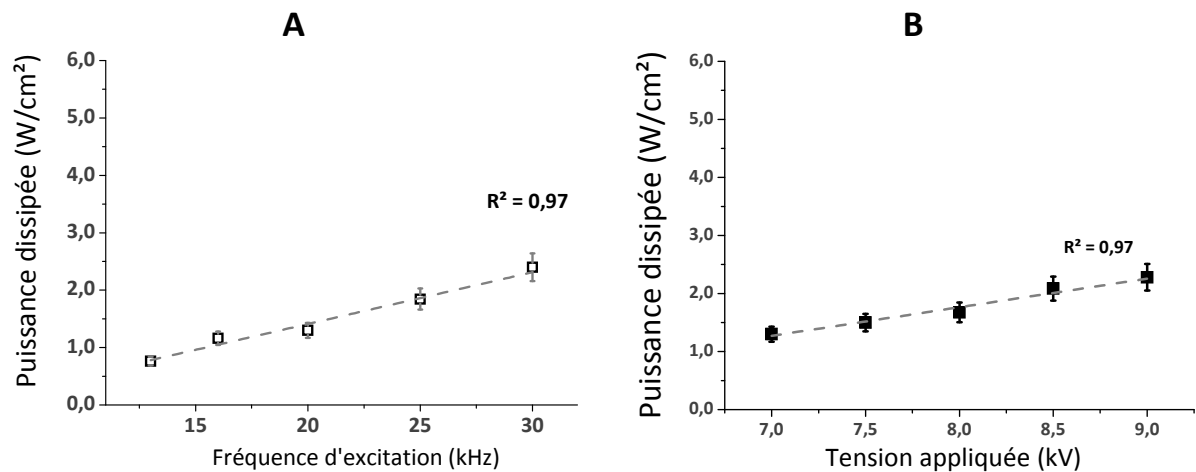 A
Puissance dissipée (W/cm²)
6,0
5,0
4,0
3,0
2,0
1,0
0,0
R² = 0,97
15
20
25
30
Fréquence d'excitation (kHz)
B
Puissance dissipée (W/cm²)
6,0
5,0
4,0
3,0
2,0
1,0
0,0
R² = 0,97
7,0
7,5
8,0
8,5
9,0
Tension appliquée (kV)